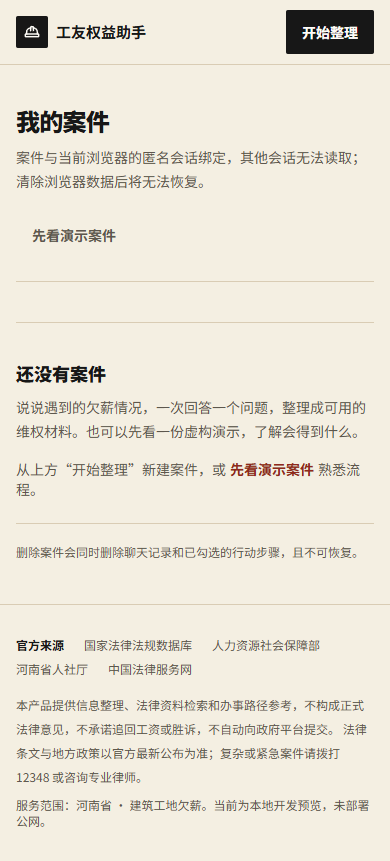 工友权益助手
开始整理
我的案件
案件与当前浏览器的匿名会话绑定，其他会话无法读取；
清除浏览器数据后将无法恢复。
先看演示案件
还没有案件
说说遇到的欠薪情况，一次回答一个问题，整理成可用的
维权材料。也可以先看一份虚构演示，了解会得到什么。
从上方“开始整理”新建案件，或 先看演示案件 熟悉流
程。
删除案件会同时删除聊天记录和已勾选的行动步骤，且不可恢复。
官方来源 国家法律法规数据库 人力资源社会保障部
河南省人社厅 中国法律服务网
本产品提供信息整理、法律资料检索和办事路径参考，不构成正式
法律意见，不承诺追回工资或胜诉，不自动向政府平台提交。 法律
条文与地方政策以官方最新公布为准；复杂或紧急案件请拨打
12348 或咨询专业律师。
服务范围：河南省 · 建筑工地欠薪。当前为本地开发预览，未部署
公网。